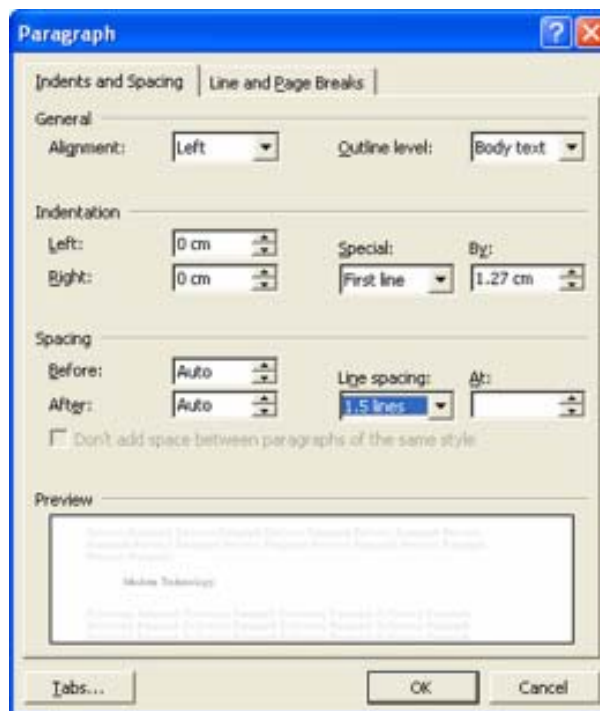 Paragraph
Indents and Spacing Line and Page Breaks
General
Alignment: Left Outline level: Body text
Indentation
Left: 0 cm Special: By:
Right: 0 cm First line 1.27 cm
Spacing
Before: Auto Line spacing: At:
After: Auto 1.5 lines
Don't add space between paragraphs of the same style
Preview
Tabs... OK Cancel